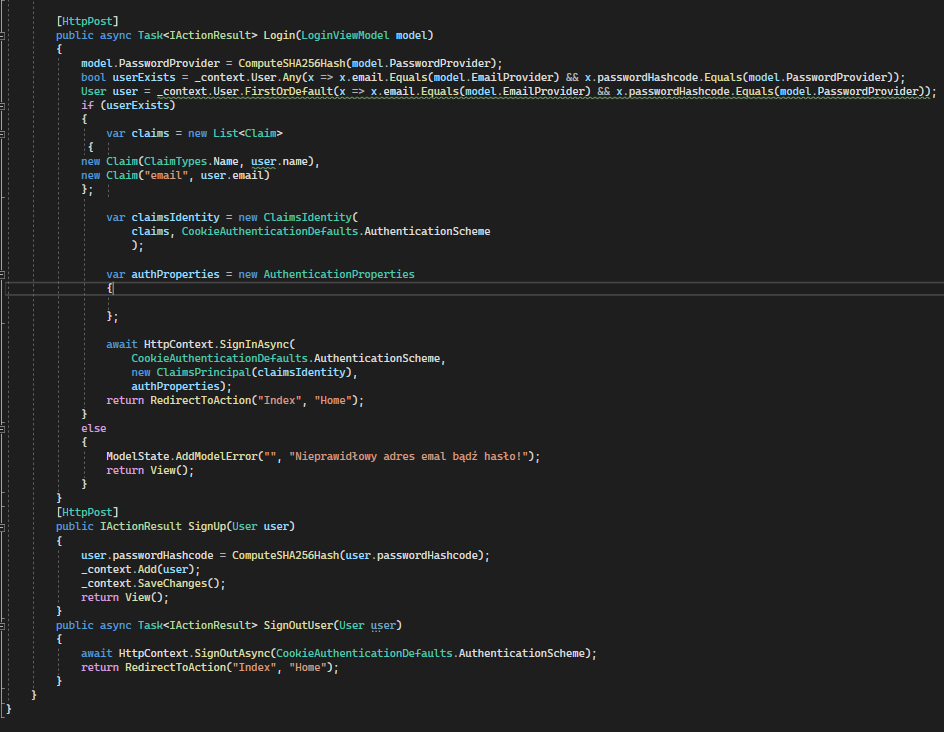 [HttpPost]
public async Task<IActionResult> Login(LoginViewModel model)
{
model.PasswordProvider = ComputeSHA256Hash(model.PasswordProvider);
bool userExists = _context.User.Any(x => x.email.Equals(model.EmailProvider) && x.passwordHashcode.Equals(model.PasswordProvider));
User user = _context.User.FirstOrDefault(x => x.email.Equals(model.EmailProvider) && x.passwordHashcode.Equals(model.PasswordProvider));
if (userExists)
{
var claims = new List<Claim>
{
new Claim(ClaimTypes.Name, user.name),
new Claim("email", user.email)
};
var claimsIdentity = new ClaimsIdentity(
claims, CookieAuthenticationDefaults.AuthenticationScheme
);
var authProperties = new AuthenticationProperties
{
};
await HttpContext.SignInAsync(
CookieAuthenticationDefaults.AuthenticationScheme,
new ClaimsPrincipal(claimsIdentity),
authProperties);
return RedirectToAction("Index", "Home");
}
else
{
ModelState.AddModelError("", "Nieprawidłowy adres emal bądź hasło!");
return View();
}
}
[HttpPost]
public IActionResult SignUp(User user)
{
user.passwordHashcode = ComputeSHA256Hash(user.passwordHashcode);
_context.Add(user);
_context.SaveChanges();
return View();
}
public async Task<IActionResult> SignOutUser(User user)
{
await HttpContext.SignOutAsync(CookieAuthenticationDefaults.AuthenticationScheme);
return RedirectToAction("Index", "Home");
}
}
}